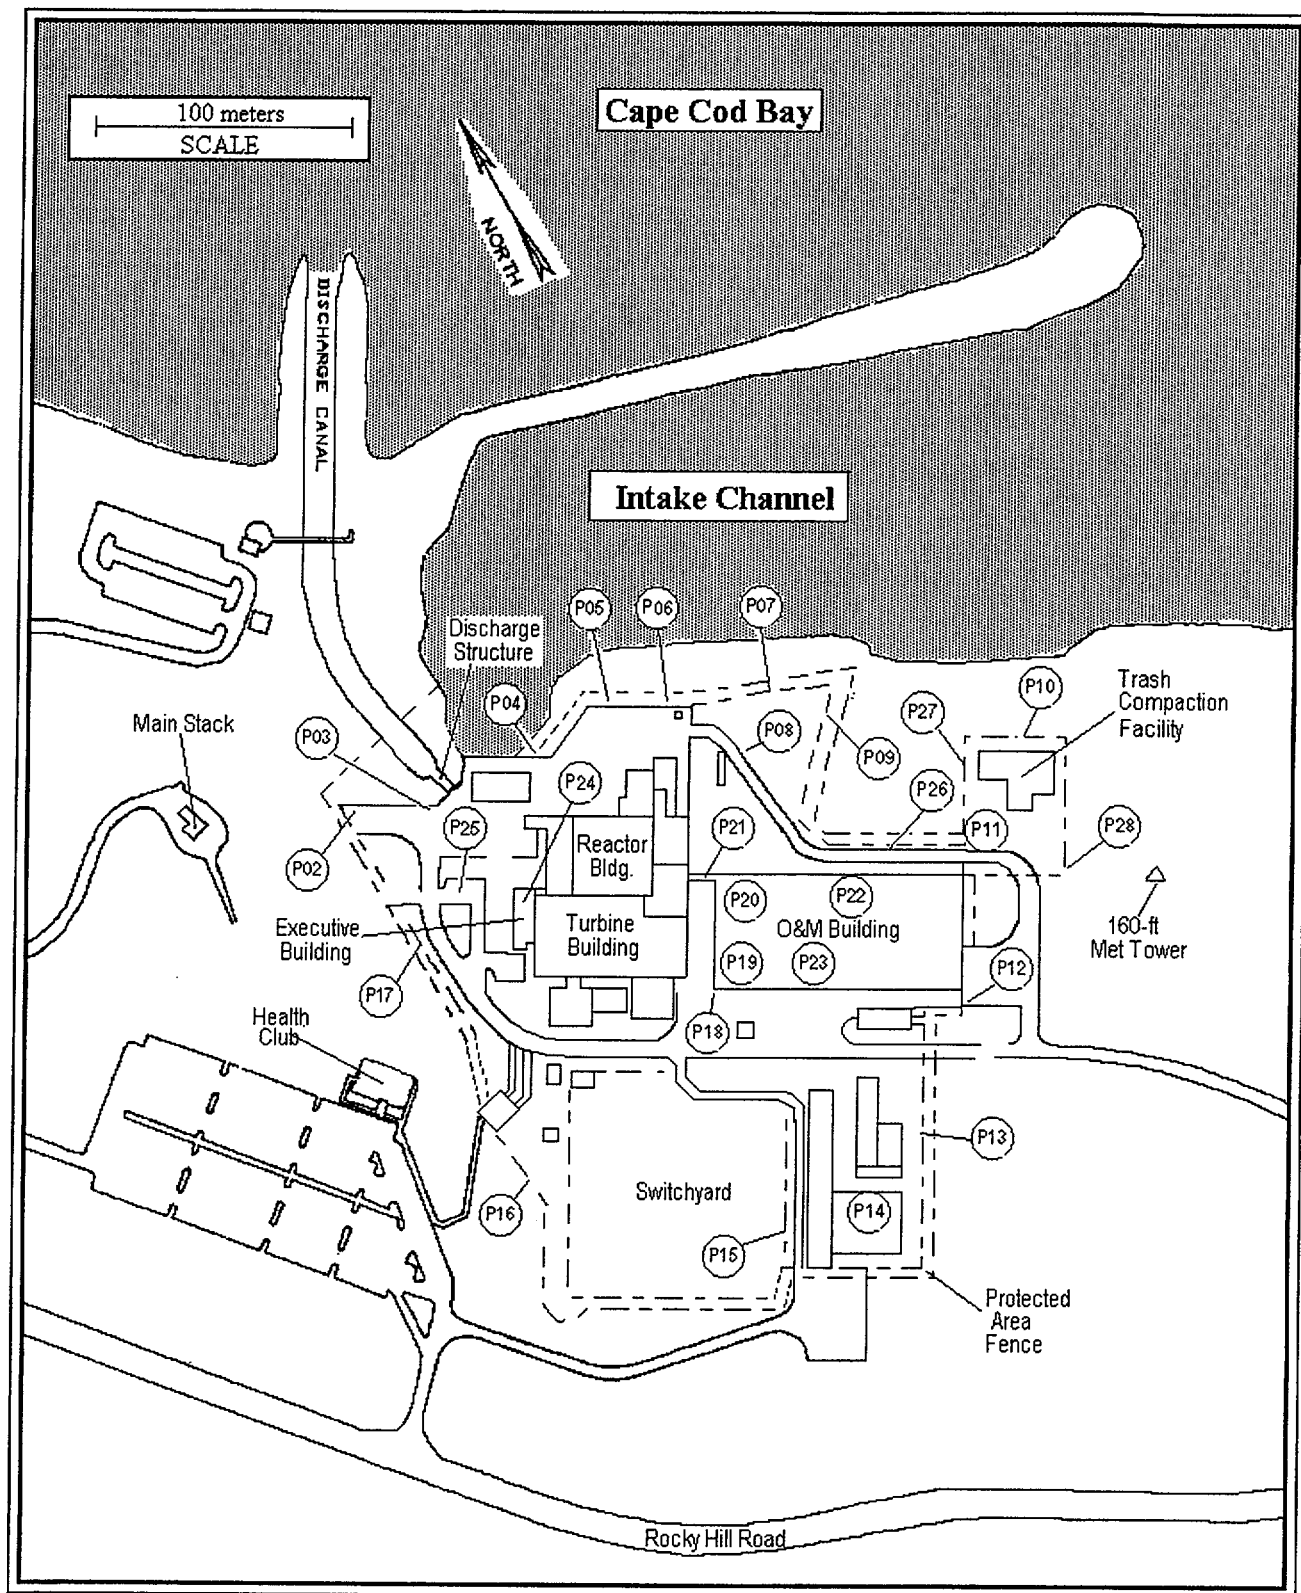 100 meters
SCALE
Cape Cod Bay
NORTH
DISCHARGE CANAL
Intake Channel
P05
P06
P07
Discharge
Structure
P04
P10
Trash
Compaction
Facility
P27
Main Stack
P03
P08
P09
P24
P26
P25
P21
P11
P28
Reactor
Bldg.
P02
P20
P22
Executive
Building
Turbine
Building
O&M Building
160-ft
Met Tower
P19
P23
P12
P17
Health
Club
P18
P13
Switchyard
P16
P14
P15
Protected
Area
Fence
Rocky Hill Road